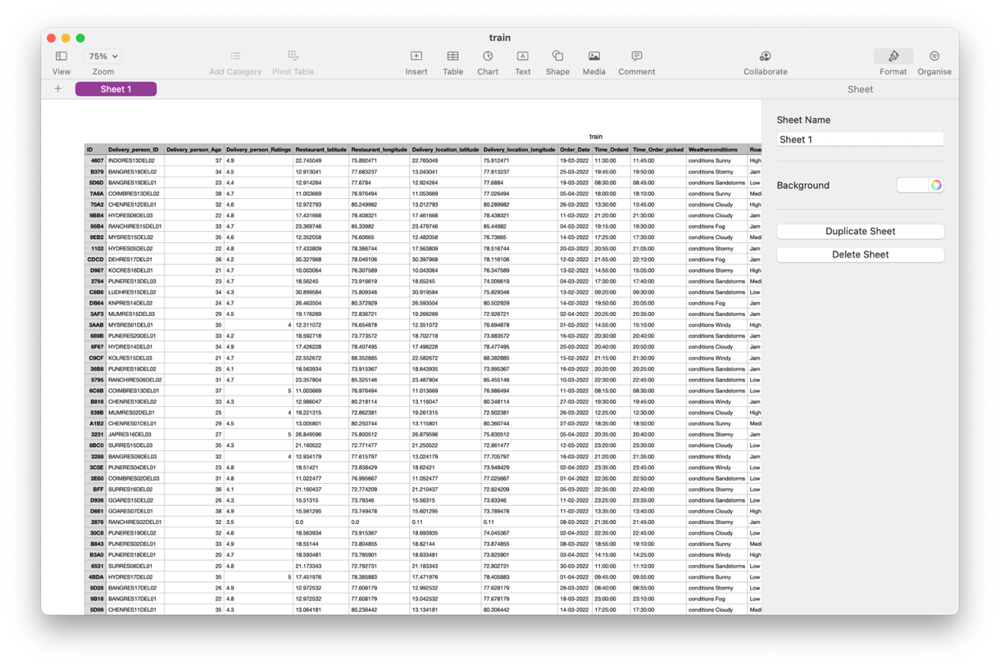 train
75%
View Zoom Add Category Pivot Table Insert Table Chart Text Shape Media Comment Collaborate Format Organise
Sheet 1 Sheet
train
ID Delivery_person_ID Delivery_person_Age Delivery_person_Ratings Restaurant_latitude Restaurant_longitude Delivery_location_latitude Delivery_location_longitude Order_Date Time_Orderd Time_Order_picked Weatherconditions Road
4607 INDORES13DEL02 37 4.9 22.745049 75.892471 22.765049 75.912471 19-03-2022 11:30:00 11:45:00 conditions Sunny High
B379 BANGRES18DEL02 34 4.5 12.913041 77.683237 13.043041 77.813237 25-03-2022 19:45:00 19:50:00 conditions Stormy Jam
5D6D BANGRES19DEL01 23 4.4 12.914264 77.6784 12.924264 77.6884 19-03-2022 08:30:00 08:45:00 conditions Sandstorms Low
7A6A COIMBRES13DEL02 38 4.7 11.003669 76.976494 11.053669 77.026494 05-04-2022 18:00:00 18:10:00 conditions Sunny Medi
70A2 CHENRES12DEL01 32 4.6 12.972793 80.249982 13.012793 80.289982 26-03-2022 13:30:00 13:45:00 conditions Cloudy High
9BB4 HYDRES09DEL03 22 4.8 17.431668 78.408321 17.461668 78.438321 11-03-2022 21:20:00 21:30:00 conditions Cloudy Jam
95B4 RANCHIRES15DEL01 33 4.7 23.369746 85.33982 23.479746 85.44982 04-03-2022 19:15:00 19:30:00 conditions Fog Jam
9EB2 MYSRES15DEL02 35 4.6 12.352058 76.60665 12.482058 76.73665 14-03-2022 17:25:00 17:30:00 conditions Cloudy Medi
1102 HYDRES05DEL02 22 4.8 17.433809 78.386744 17.563809 78.516744 20-03-2022 20:55:00 21:05:00 conditions Stormy Jam
CDCD DEHRES17DEL01 36 4.2 30.327968 78.046106 30.397968 78.116106 12-02-2022 21:55:00 22:10:00 conditions Fog Jam
D987 KOCRES16DEL01 21 4.7 10.003064 76.307589 10.043064 76.347589 13-02-2022 14:55:00 15:05:00 conditions Stormy High
2784 PUNERES13DEL03 23 4.7 18.56245 73.916619 18.65245 74.006619 04-03-2022 17:30:00 17:40:00 conditions Sandstorms Medi
C8B6 LUDHRES15DEL02 34 4.3 30.899584 75.809346 30.919584 75.829346 13-02-2022 09:20:00 09:30:00 conditions Sandstorms Low
DB64 KNPRES14DEL02 24 4.7 26.463504 80.372929 26.593504 80.502929 14-02-2022 19:50:00 20:05:00 conditions Fog Jam
3AF3 MUMRES15DEL03 29 4.5 19.176269 72.836721 19.266269 72.926721 02-04-2022 20:25:00 20:35:00 conditions Sandstorms Jam
3AAB MYSRES01DEL01 35 4 12.311072 76.654878 12.351072 76.694878 01-03-2022 14:55:00 15:10:00 conditions Windy High
689B PUNERES20DEL01 33 4.2 18.592718 73.773572 18.702718 73.883572 16-03-2022 20:30:00 20:40:00 conditions Sandstorms Jam
6F67 HYDRES14DEL01 34 4.9 17.426228 78.407495 17.496228 78.477495 20-03-2022 20:40:00 20:50:00 conditions Cloudy Jam
C9CF KOLRES15DEL03 21 4.7 22.552672 88.352885 22.582672 88.382885 15-02-2022 21:15:00 21:30:00 conditions Windy Jam
36B8 PUNERES19DEL02 25 4.1 18.563934 73.915367 18.643935 73.995367 16-03-2022 20:20:00 20:25:00 conditions Sandstorms Jam
5795 RANCHIRES06DEL02 31 4.7 23.357804 85.325146 23.487804 85.455146 10-03-2022 22:30:00 22:45:00 conditions Sandstorms Low
6C6B COIMBRES13DEL01 37 5 11.003669 76.976494 11.013669 76.986494 11-03-2022 08:15:00 08:30:00 conditions Sandstorms Low
B816 CHENRES19DEL02 33 4.3 12.986047 80.218114 13.116047 80.348114 27-03-2022 19:30:00 19:45:00 conditions Windy Jam
539B MUMRES02DEL01 25 4 19.221315 72.862381 19.261315 72.902381 26-03-2022 12:25:00 12:30:00 conditions Cloudy High
A1B2 CHENRES01DEL01 29 4.5 13.005801 80.250744 13.115801 80.360744 27-03-2022 18:35:00 18:50:00 conditions Sunny Medi
3231 JAPRES16DEL03 27 5 26.849596 75.800512 26.879596 75.830512 05-04-2022 20:35:00 20:40:00 conditions Stormy Jam
8BC0 SURRES15DEL03 35 4.3 21.160522 72.771477 21.250522 72.861477 12-03-2022 23:20:00 23:30:00 conditions Cloudy Low
2288 BANGRES09DEL03 32 4 12.934179 77.615797 13.024179 77.705797 16-03-2022 21:20:00 21:35:00 conditions Windy Jam
3C5E PUNERES04DEL01 23 4.8 18.51421 73.838429 18.62421 73.948429 02-04-2022 23:35:00 23:45:00 conditions Windy Low
3E60 COIMBRES02DEL03 31 4.8 11.022477 76.995667 11.052477 77.025667 01-04-2022 22:35:00 22:50:00 conditions Sandstorms Low
BFF SURRES16DEL02 36 4.1 21.160437 72.774209 21.210437 72.824209 05-03-2022 22:35:00 22:40:00 conditions Stormy Low
D936 GOARES15DEL02 26 4.3 15.51315 73.78346 15.56315 73.83346 11-02-2022 23:25:00 23:35:00 conditions Sandstorms Low
D681 GOARES07DEL01 38 4.9 15.561295 73.749478 15.601295 73.789478 11-02-2022 13:35:00 13:40:00 conditions Cloudy High
2876 RANCHIRES02DEL01 32 3.5 0.0 0.0 0.11 0.11 08-03-2022 21:35:00 21:45:00 conditions Stormy Jam
30C8 PUNERES19DEL02 32 4.6 18.563934 73.915367 18.693935 74.045367 02-04-2022 22:35:00 22:45:00 conditions Cloudy Low
B843 PUNERES02DEL01 33 4.9 18.55144 73.804855 18.62144 73.874855 08-03-2022 18:55:00 19:10:00 conditions Sunny Medi
B3A0 PUNERES18DEL01 20 4.7 18.593481 73.785901 18.633481 73.825901 03-04-2022 14:15:00 14:25:00 conditions Windy High
6531 SURRES08DEL01 20 4.8 21.173343 72.792731 21.183343 72.802731 30-03-2022 11:00:00 11:10:00 conditions Sandstorms Low
4BDA HYDRES17DEL02 35 5 17.451976 78.385883 17.471976 78.405883 01-04-2022 09:45:00 09:55:00 conditions Sunny Low
9D26 BANGRES17DEL02 26 4.9 12.972532 77.608179 12.992532 77.628179 28-03-2022 08:40:00 08:55:00 conditions Stormy Low
9B18 BANGRES17DEL01 22 4.8 12.972532 77.608179 13.042532 77.678179 18-03-2022 23:00:00 23:10:00 conditions Fog Low
5D99 CHENRES11DEL01 35 4.3 13.064181 80.236442 13.134181 80.306442 14-03-2022 17:25:00 17:30:00 conditions Cloudy Medi
Sheet Name
Sheet 1
Background
Duplicate Sheet
Delete Sheet